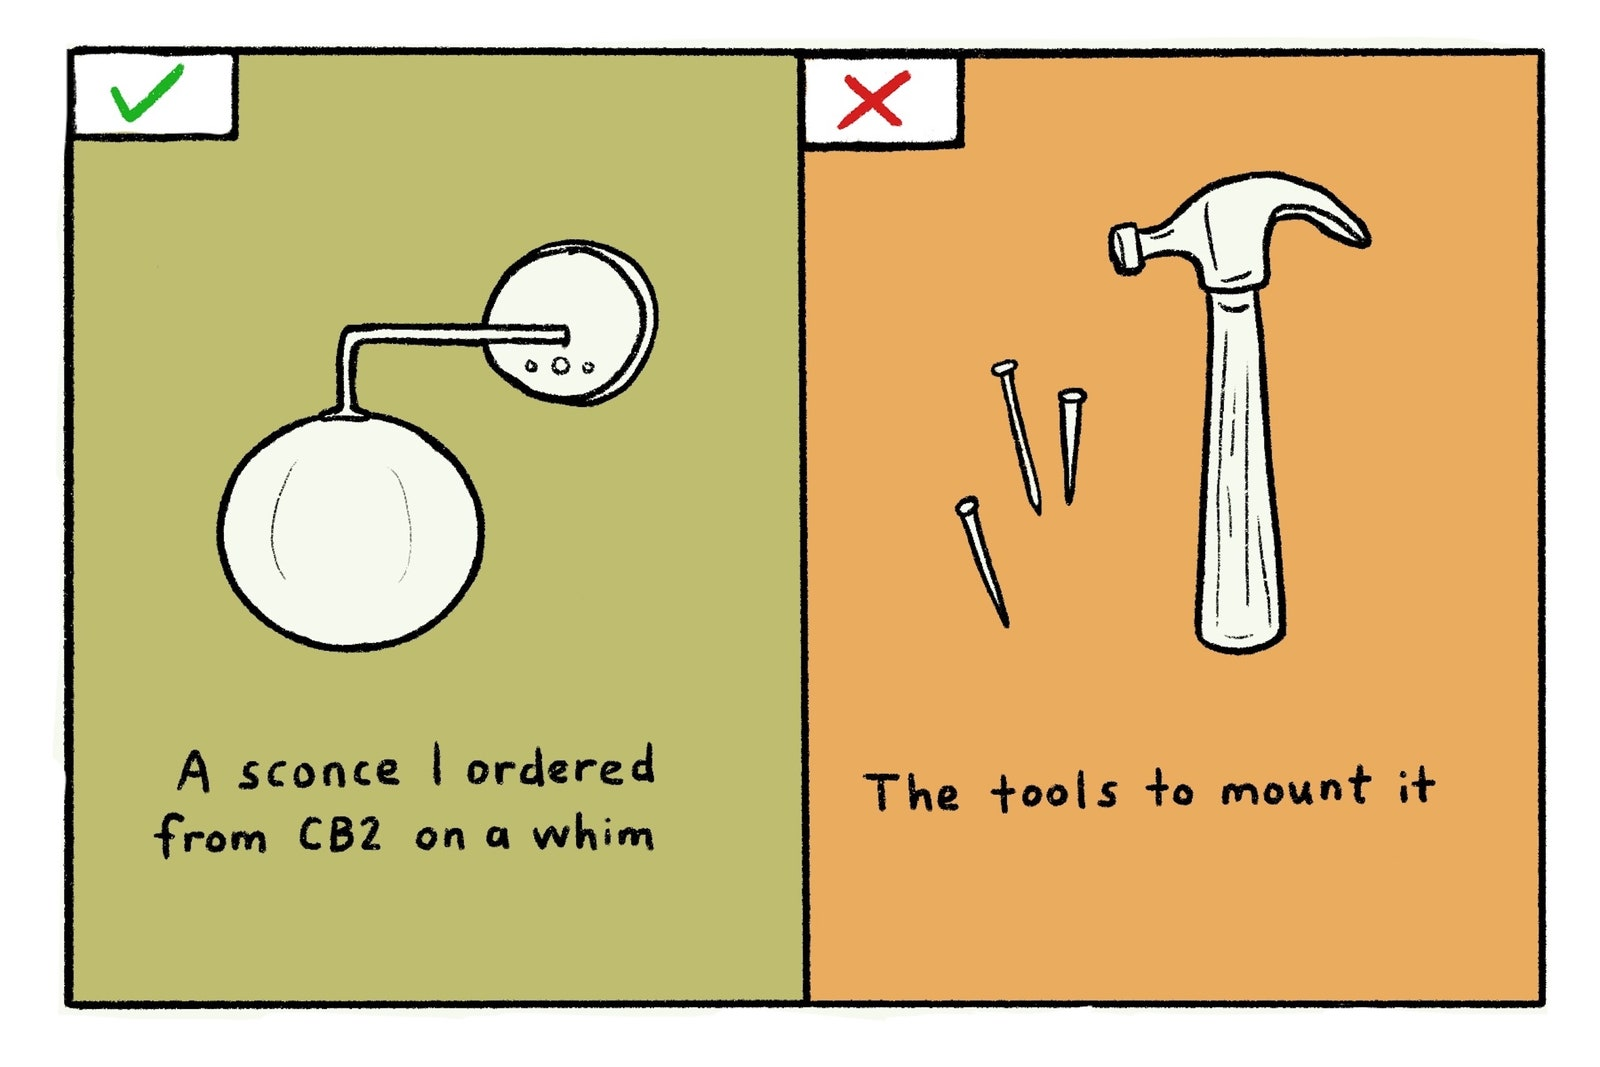 A sconce I ordered
from CB2 on a whim
The tools to mount it